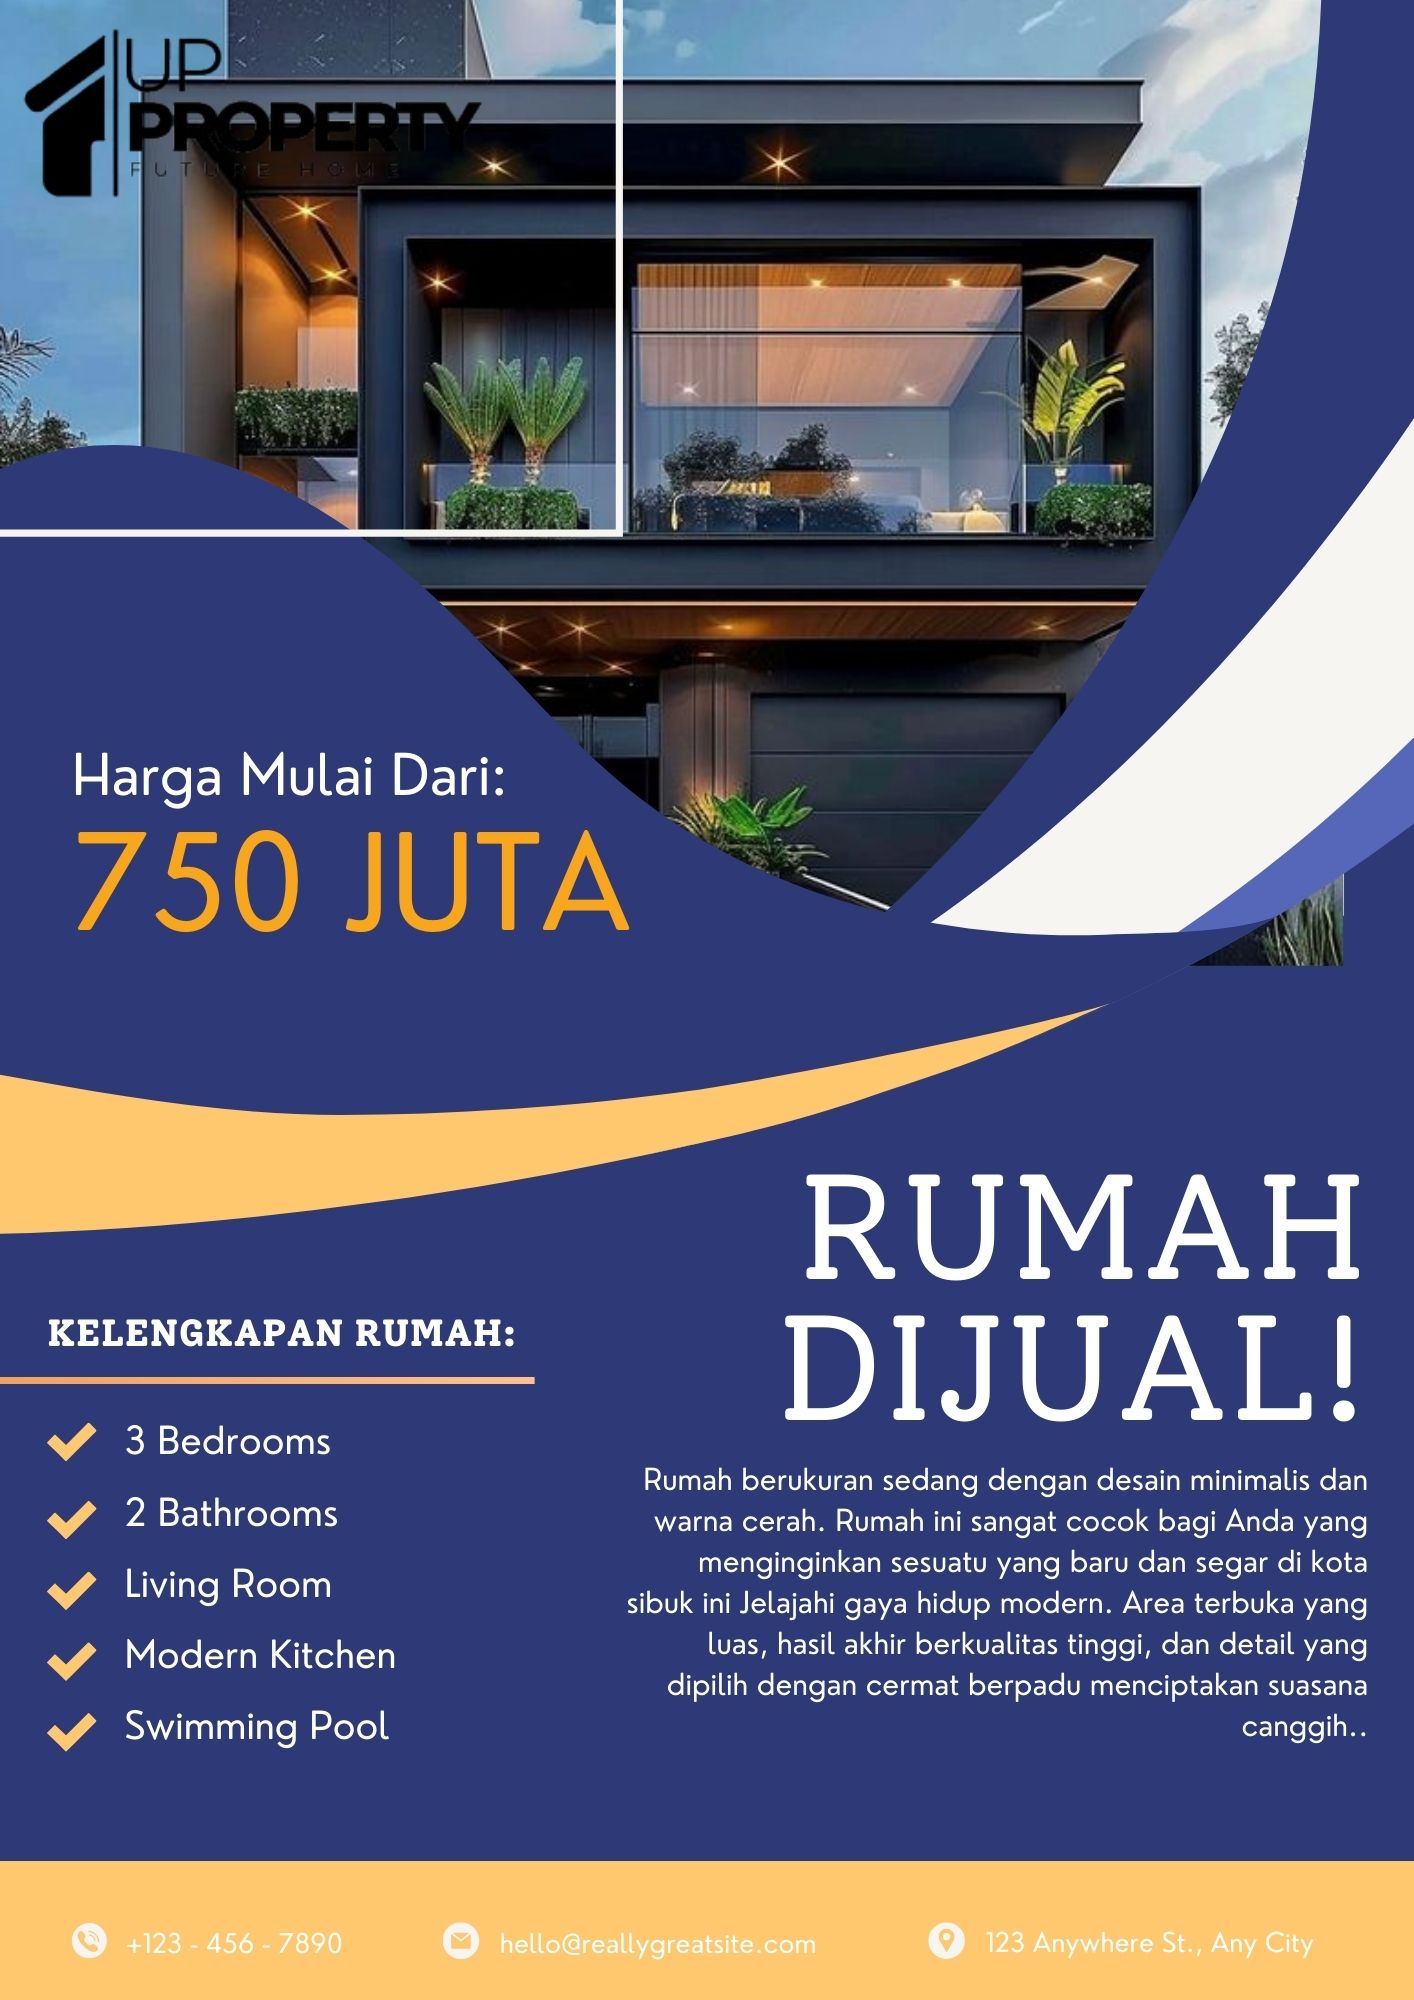 UP
PROPERTY
FUTURE HOME
Harga Mulai Dari:
750 JUTA
RUMAH
DIJUAL!
KELENGKAPAN RUMAH:
3 Bedrooms
2 Bathrooms
Living Room
Modern Kitchen
Swimming Pool
Rumah berukuran sedang dengan desain minimalis dan
warna cerah. Rumah ini sangat cocok bagi Anda yang
menginginkan sesuatu yang baru dan segar di kota
sibuk ini Jelajahi gaya hidup modern. Area terbuka yang
luas, hasil akhir berkualitas tinggi, dan detail yang
dipilih dengan cermat berpadu menciptakan suasana
canggih..
+123 - 456 - 7890
hello@reallygreatsite.com
123 Anywhere St., Any City